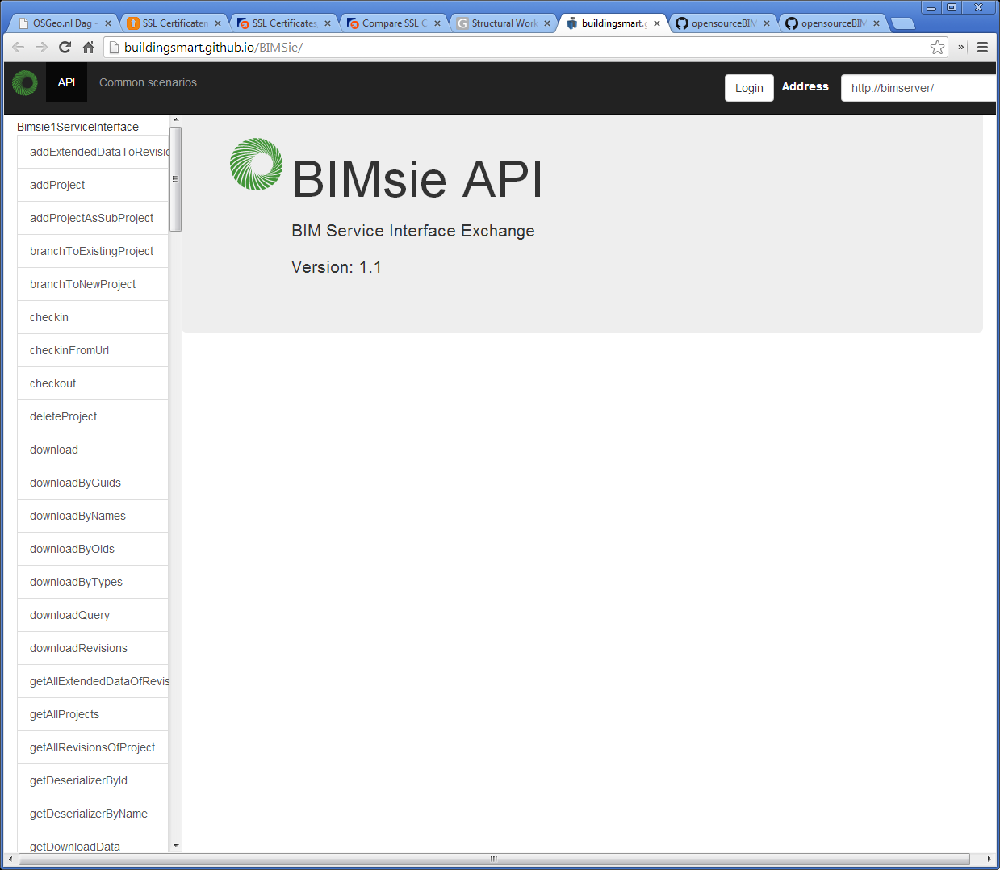 OSGeo.nl Dag -
SSL Certificaten
SSL Certificates,
Compare SSL C
Structural Work
buildingsmart.g
opensourceBIM
opensourceBIM
buildingsmart.github.io/BIMSie/
API
Common scenarios
Login
Address
http://bimserver/
Bimsie1ServiceInterface
addExtendedDataToRevisio
addProject
addProjectAsSubProject
branchToExistingProject
branchToNewProject
checkin
checkinFromUrl
checkout
deleteProject
download
downloadByGuids
downloadByNames
downloadByOids
downloadByTypes
downloadQuery
downloadRevisions
getAllExtendedDataOfRevis
getAllProjects
getAllRevisionsOfProject
getDeserializerById
getDeserializerByName
getDownloadData
BIMsie API
BIM Service Interface Exchange
Version: 1.1